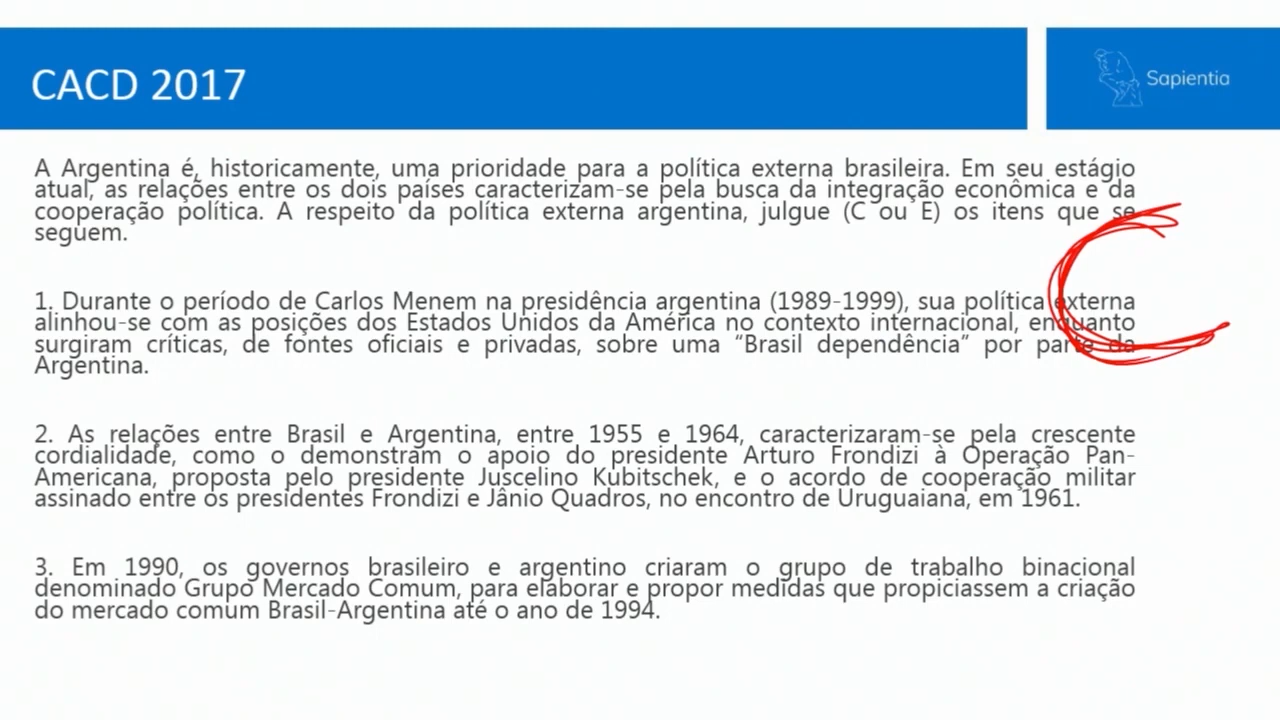 CACD 2017
Sapientia
A Argentina é, historicamente, uma prioridade para a política externa brasileira. Em seu estágio
atual, as relações entre os dois países caracterizam-se pela busca da integração econômica e da
cooperação política. A respeito da política externa argentina, julgue (C ou E) os itens que se
seguem.
1. Durante o período de Carlos Menem na presidência argentina (1989-1999), sua política externa
alinhou-se com as posições dos Estados Unidos da América no contexto internacional, enquanto
surgiram críticas, de fontes oficiais e privadas, sobre uma “Brasil dependência” por parte da
Argentina.
C
2. As relações entre Brasil e Argentina, entre 1955 e 1964, caracterizaram-se pela crescente
cordialidade, como o demonstram o apoio do presidente Arturo Frondizi à Operação Pan-
Americana, proposta pelo presidente Juscelino Kubitschek, e o acordo de cooperação militar
assinado entre os presidentes Frondizi e Jânio Quadros, no encontro de Uruguaiana, em 1961.
3. Em 1990, os governos brasileiro e argentino criaram o grupo de trabalho binacional
denominado Grupo Mercado Comum, para elaborar e propor medidas que propiciassem a criação
do mercado comum Brasil-Argentina até o ano de 1994.